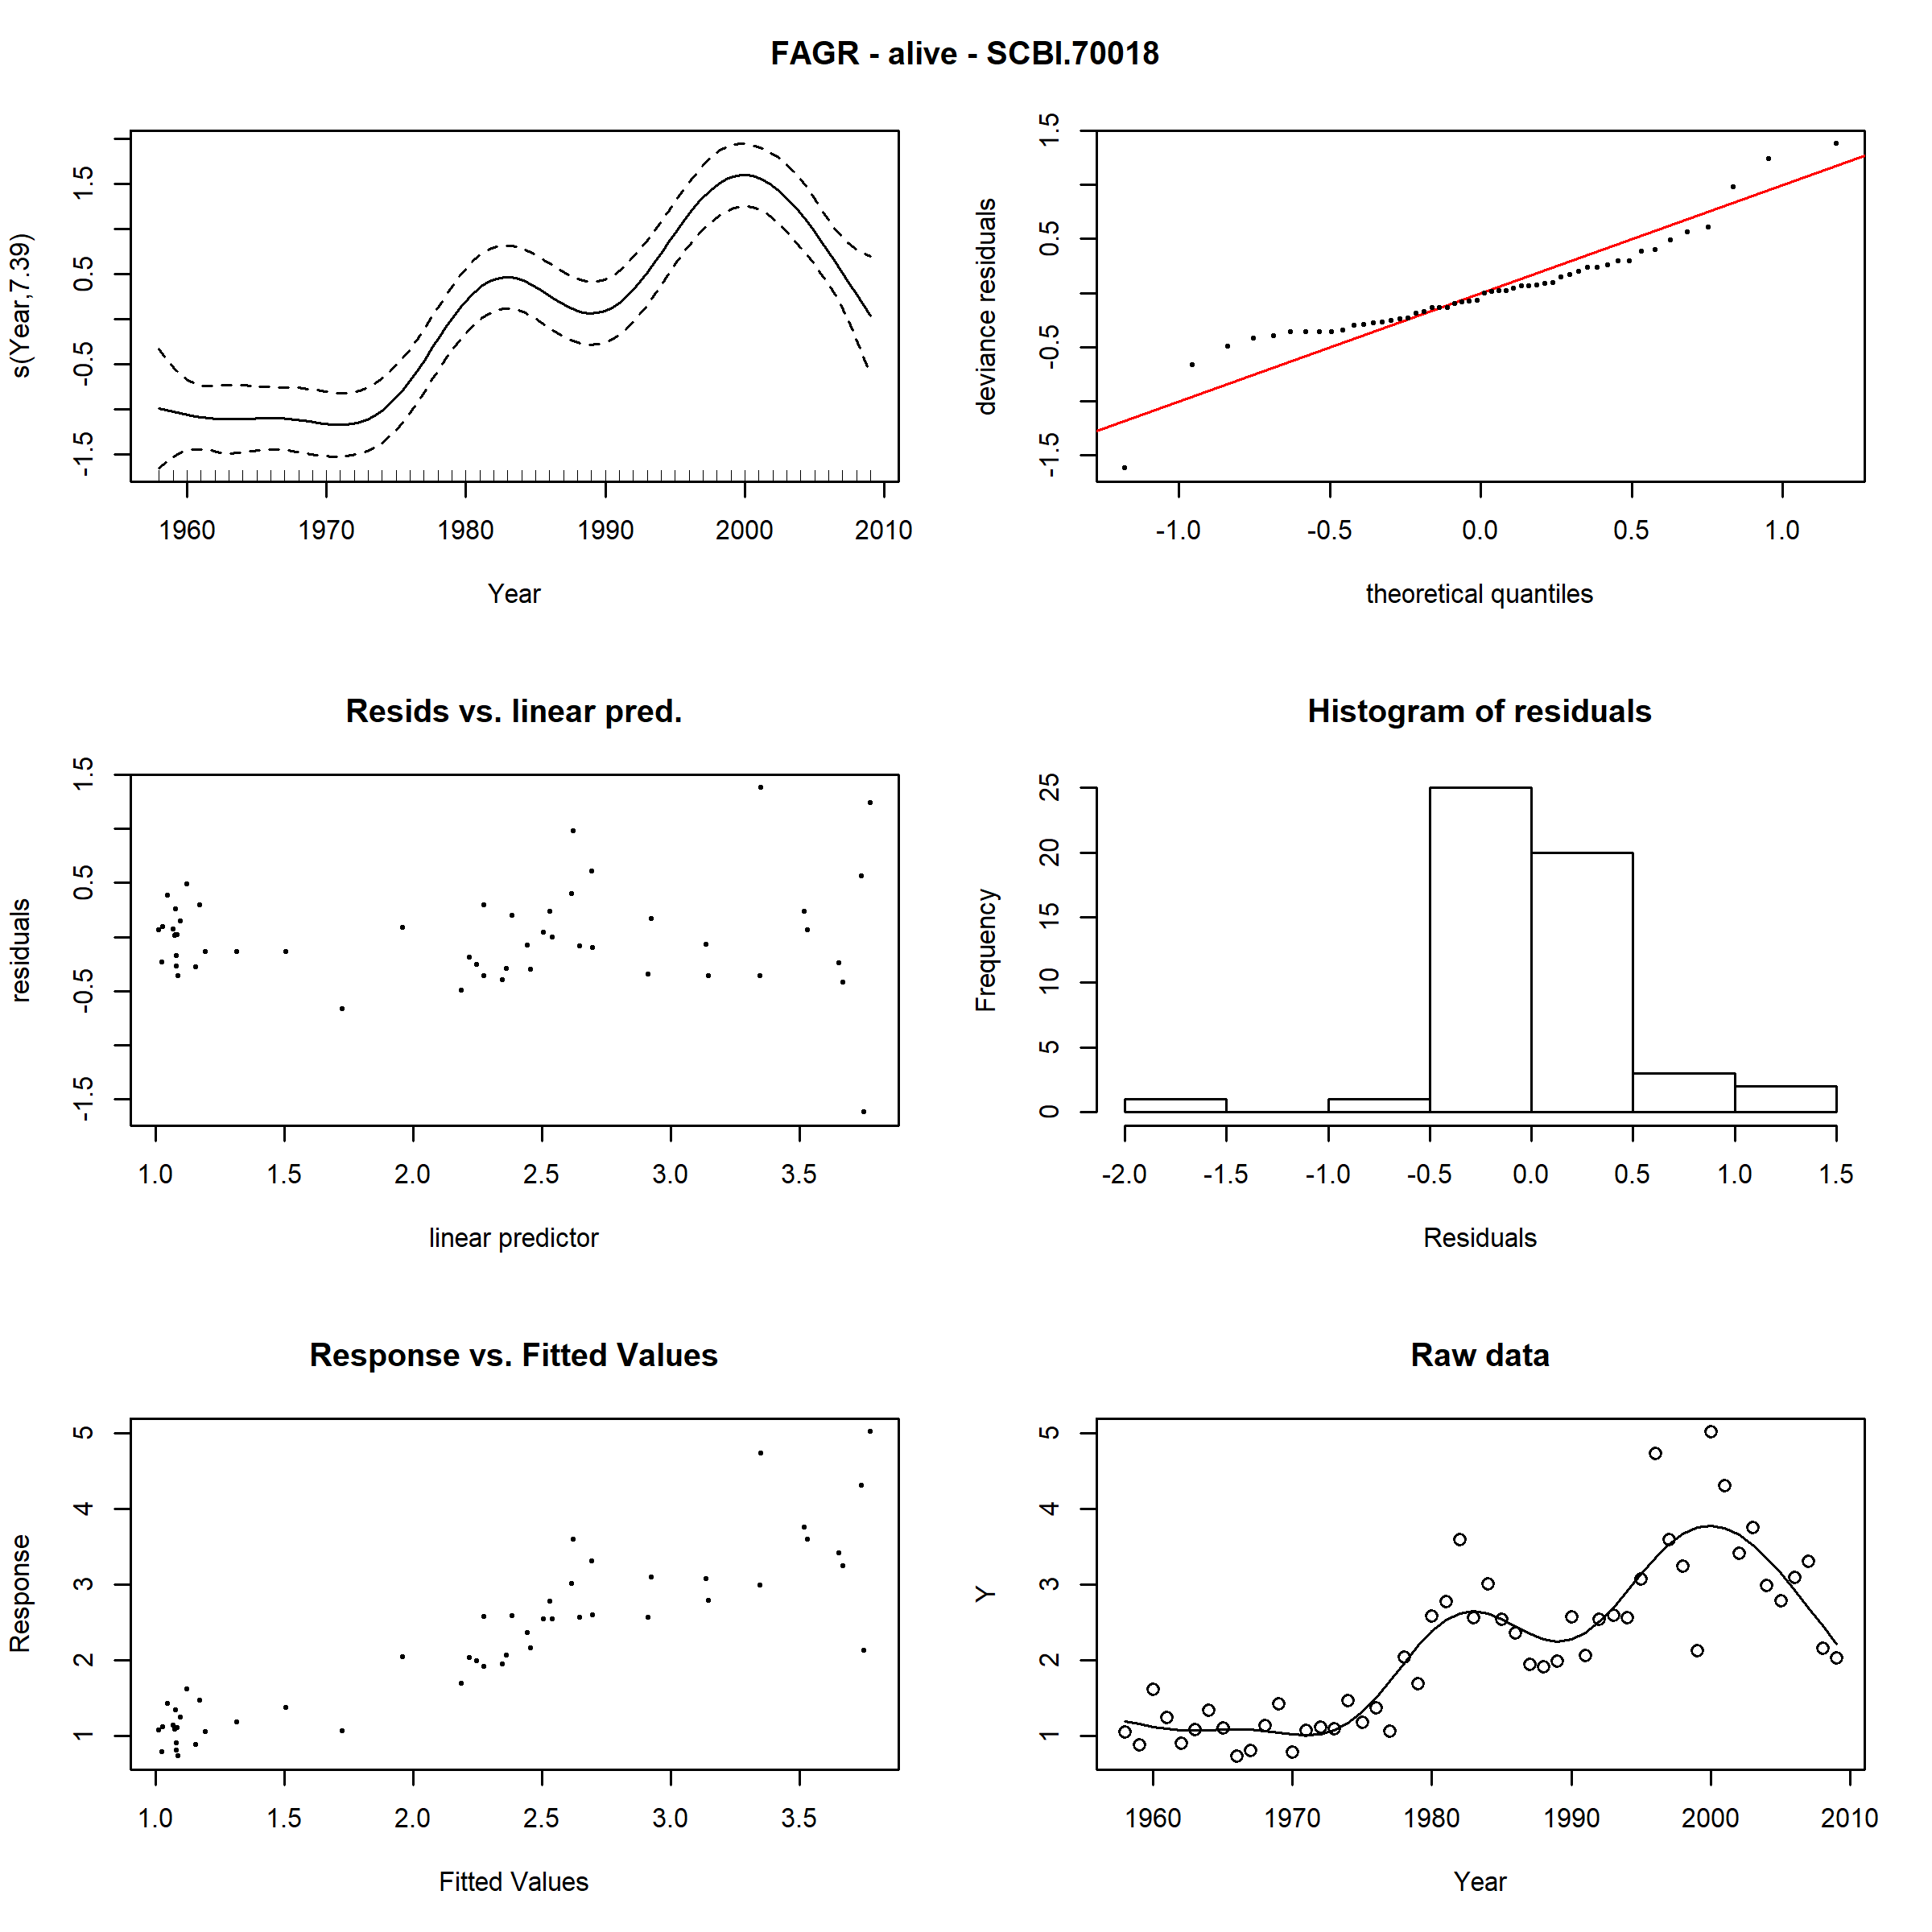 FAGR - alive - SCBI.70018
s(Year,7.39)
-1.5 -0.5 0.5 1.5
1960 1970 1980 1990 2000 2010
Year
deviance residuals
-1.5 -0.5 0.5 1.5
-1.0 -0.5 0.0 0.5 1.0
theoretical quantiles
Resids vs. linear pred.
residuals
-1.5 -0.5 0.5 1.5
1.0 1.5 2.0 2.5 3.0 3.5
linear predictor
Histogram of residuals
Frequency
0 5 10 15 20 25
-2.0 -1.5 -1.0 -0.5 0.0 0.5 1.0 1.5
Residuals
Response vs. Fitted Values
Response
1 2 3 4 5
1.0 1.5 2.0 2.5 3.0 3.5
Fitted Values
Raw data
Y
1 2 3 4 5
1960 1970 1980 1990 2000 2010
Year